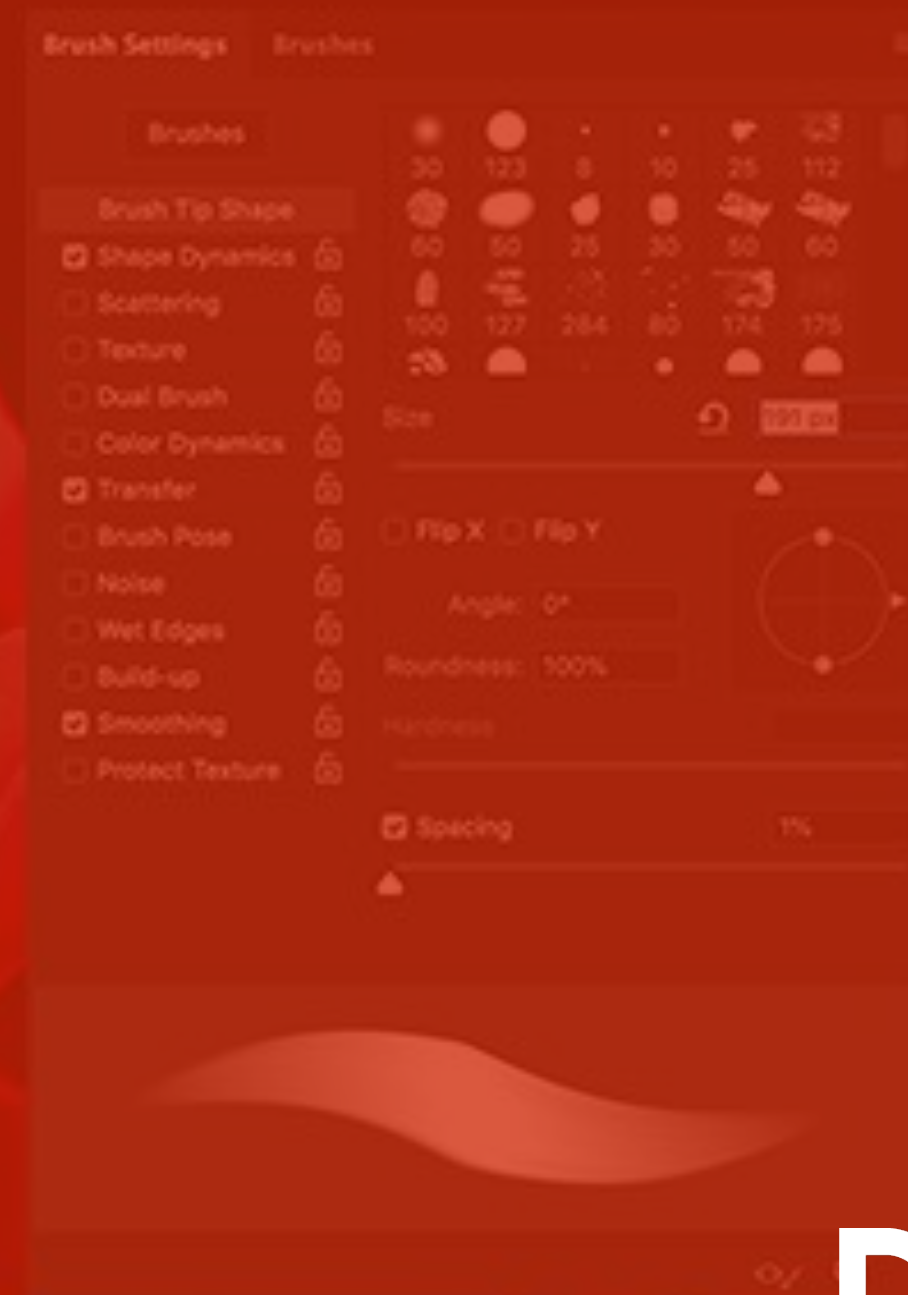 Brush Settings Brushes
Brushes
30 123 8 10 25 112
Brush Tip Shape
60 50 25 30 50 60
Shape Dynamics
Scattering
100 127 284 80 174 175
Texture
Dual Brush
Size 191 px
Color Dynamics
Transfer
Brush Pose
Flip X Flip Y
Noise
Angle: 0°
Wet Edges
Build-up
Roundness: 100%
Smoothing
Hardness
Protect Texture
Spacing 1%